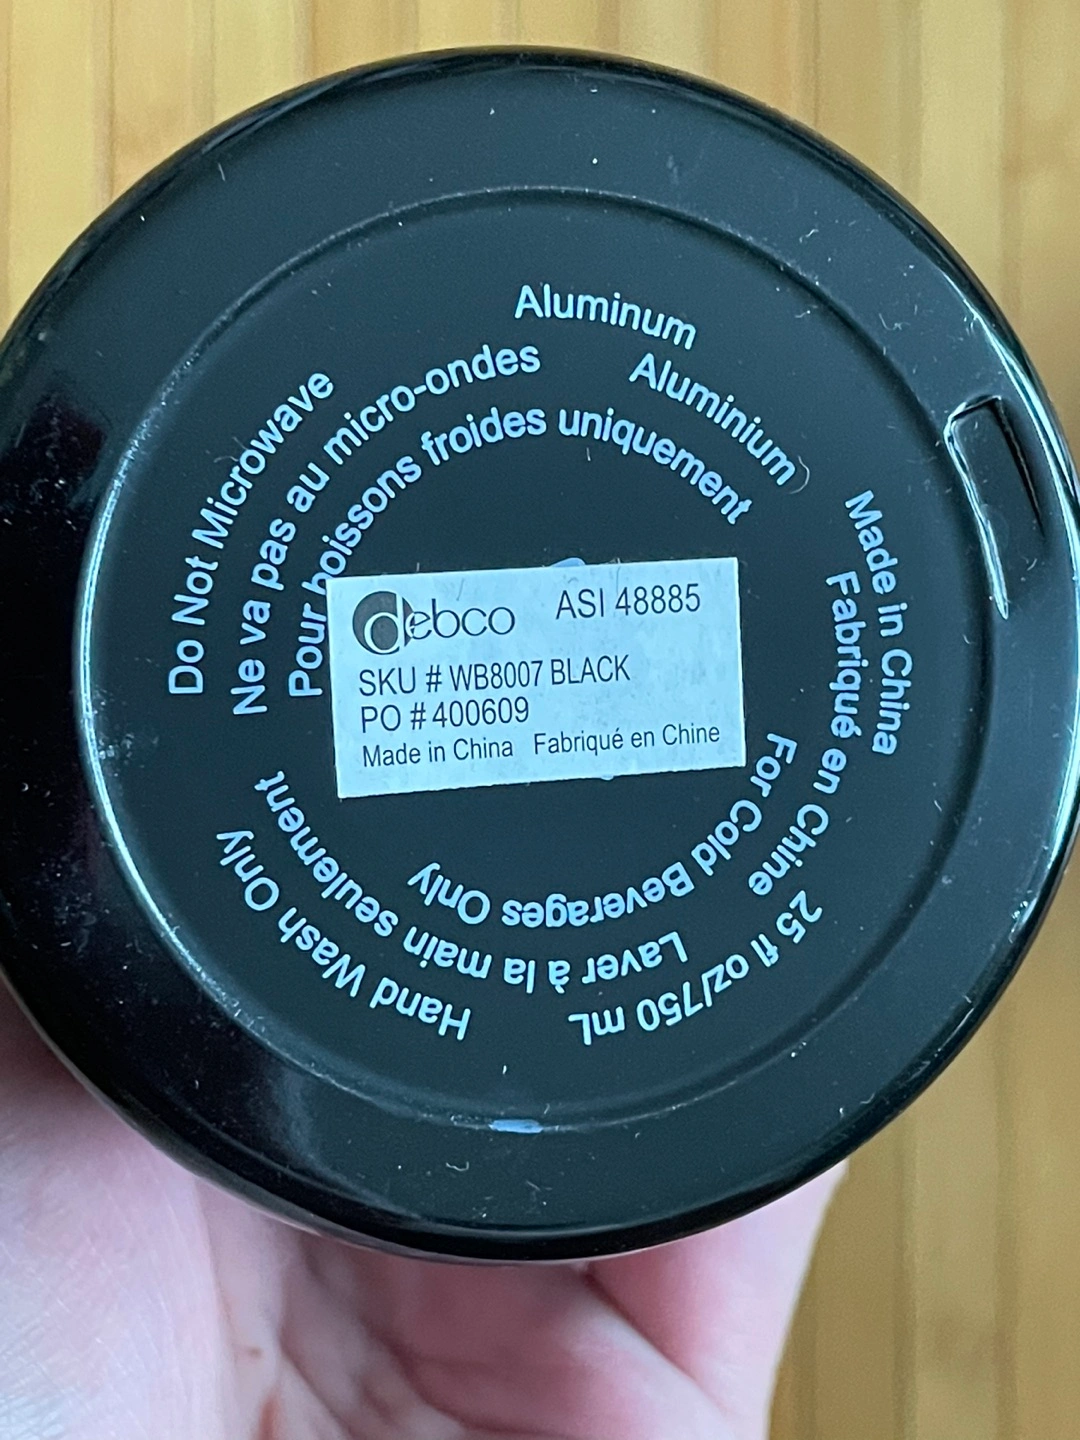 Aluminum
Aluminium
Do Not Microwave
Ne va pas au micro-ondes
Pour boissons froides uniquement
debco ASI 48885
SKU # WB8007 BLACK
PO # 400609
Made in China Fabriqué en Chine
Made in China
Fabriqué en Chine
25 fl oz/750 mL
For Cold Beverages Only
Laver à la main seulement
Hand Wash Only